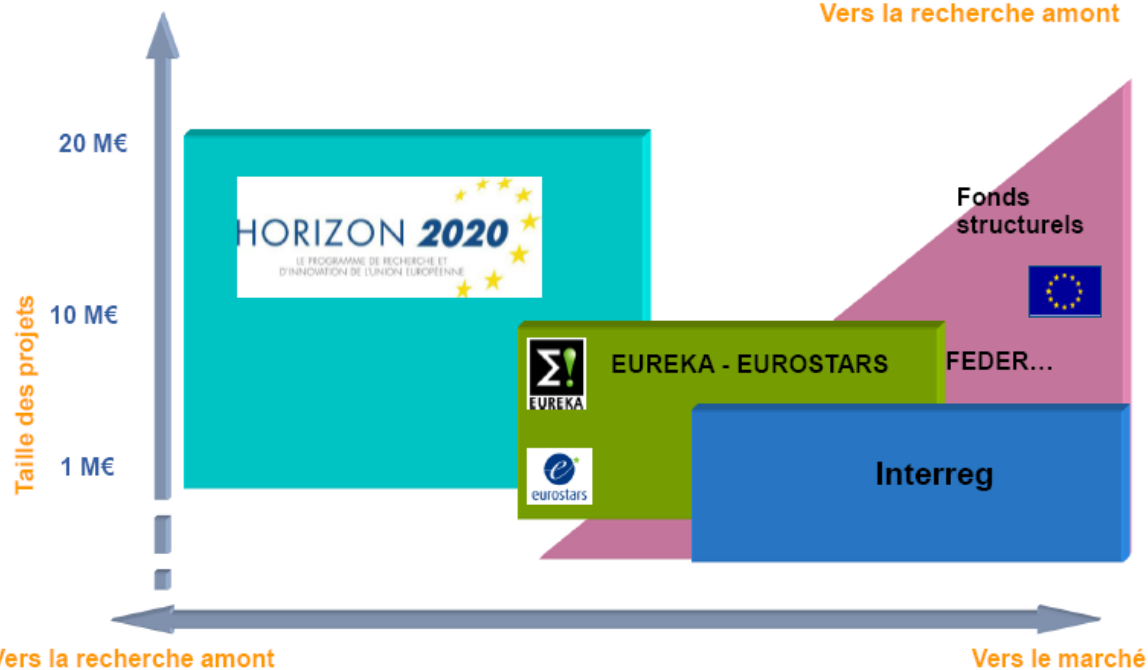 Vers la recherche amont
20 M€
HORIZON 2020
LE PROGRAMME DE RECHERCHE ET
D'INNOVATION DE L'UNION EUROPÉENNE
Fonds
structurels
10 M€
Taille des projets
Σ!
EUREKA
EUREKA - EUROSTARS
FEDER...
1 M€
e
eurostars
Interreg
Vers la recherche amont
Vers le marché